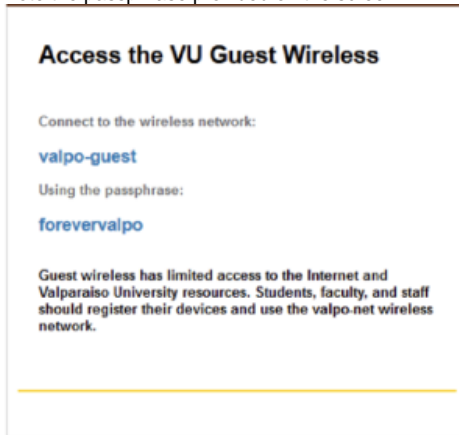 Access the VU Guest Wireless
Connect to the wireless network:
valpo-guest
Using the passphrase:
forevervalpo
Guest wireless has limited access to the Internet and
Valparaiso University resources. Students, faculty, and staff
should register their devices and use the valpo-net wireless
network.